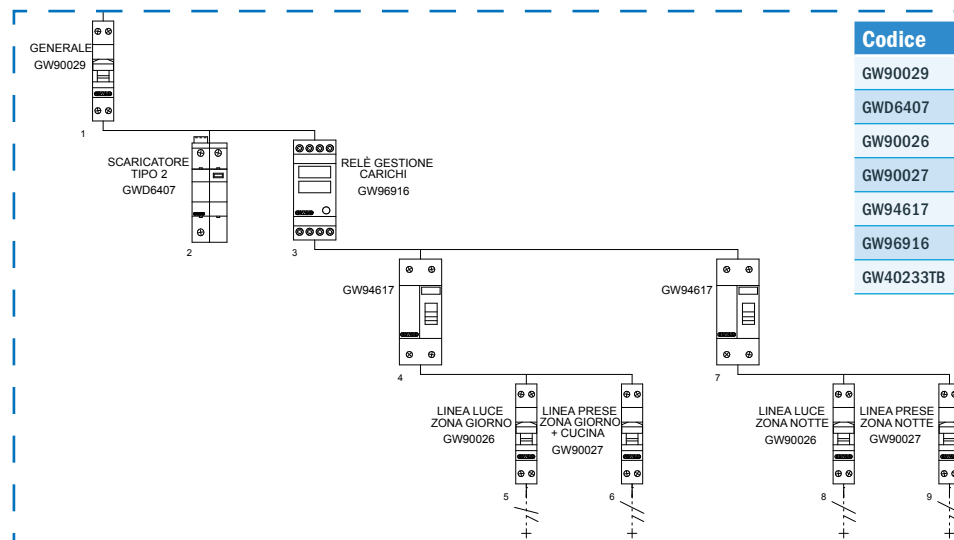 GENERALE
GW90029
1
SCARICATORE
TIPO 2
GWD6407
2
RELÈ GESTIONE
CARICHI
GW96916
3
GW94617
4
GW94617
7
LINEA LUCE
ZONA GIORNO
GW90026
5
LINEA PRESE
ZONA GIORNO
+ CUCINA
GW90027
6
LINEA LUCE
ZONA NOTTE
GW90026
8
LINEA PRESE
ZONA NOTTE
GW90027
9
Codice
GW90029
GWD6407
GW90026
GW90027
GW94617
GW96916
GW40233TB